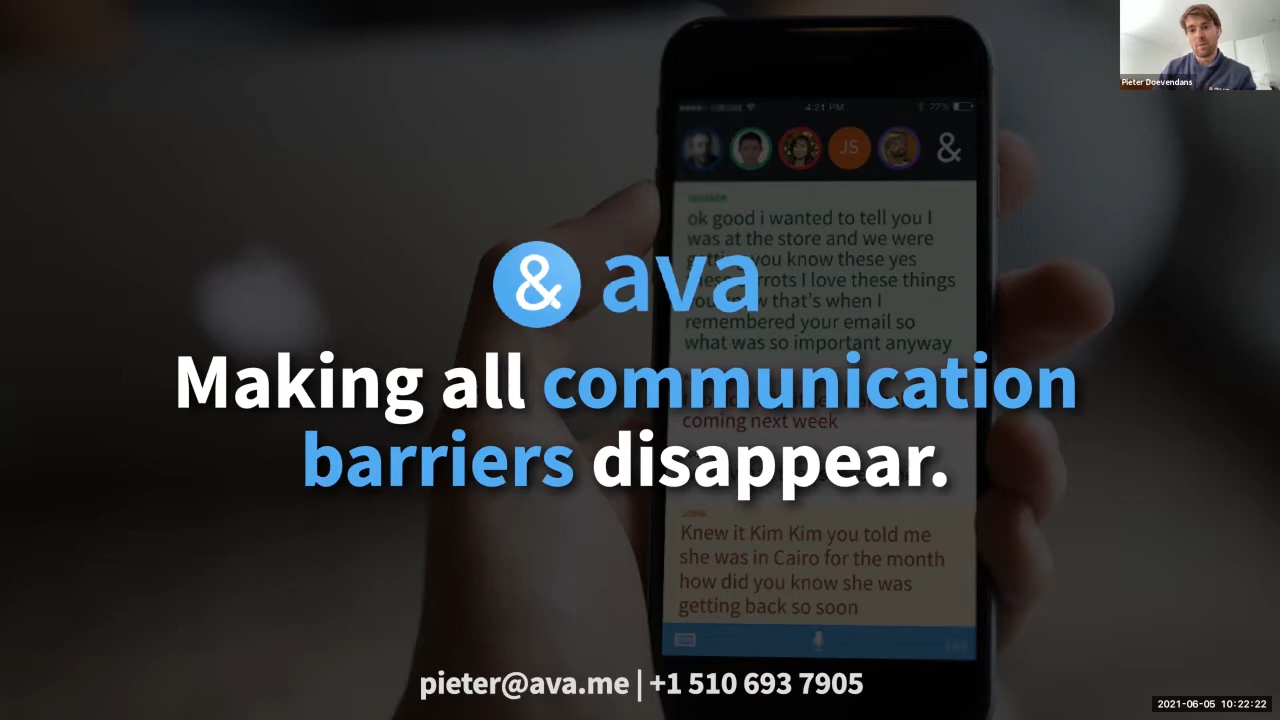 Pieter Doevendans
4:21 PM
22%
JS
&
ok good i wanted to tell you I
was at the store and we were
you know these yes
I love these things
that's when I
remembered your email so
what was so important anyway
& ava
Making all communication
barriers disappear.
coming next week
JOHN
Knew it Kim Kim you told me
she was in Cairo for the month
how did you know she was
getting back so soon
pieter@ava.me | +1 510 693 7905
2021-06-05 10:22:22